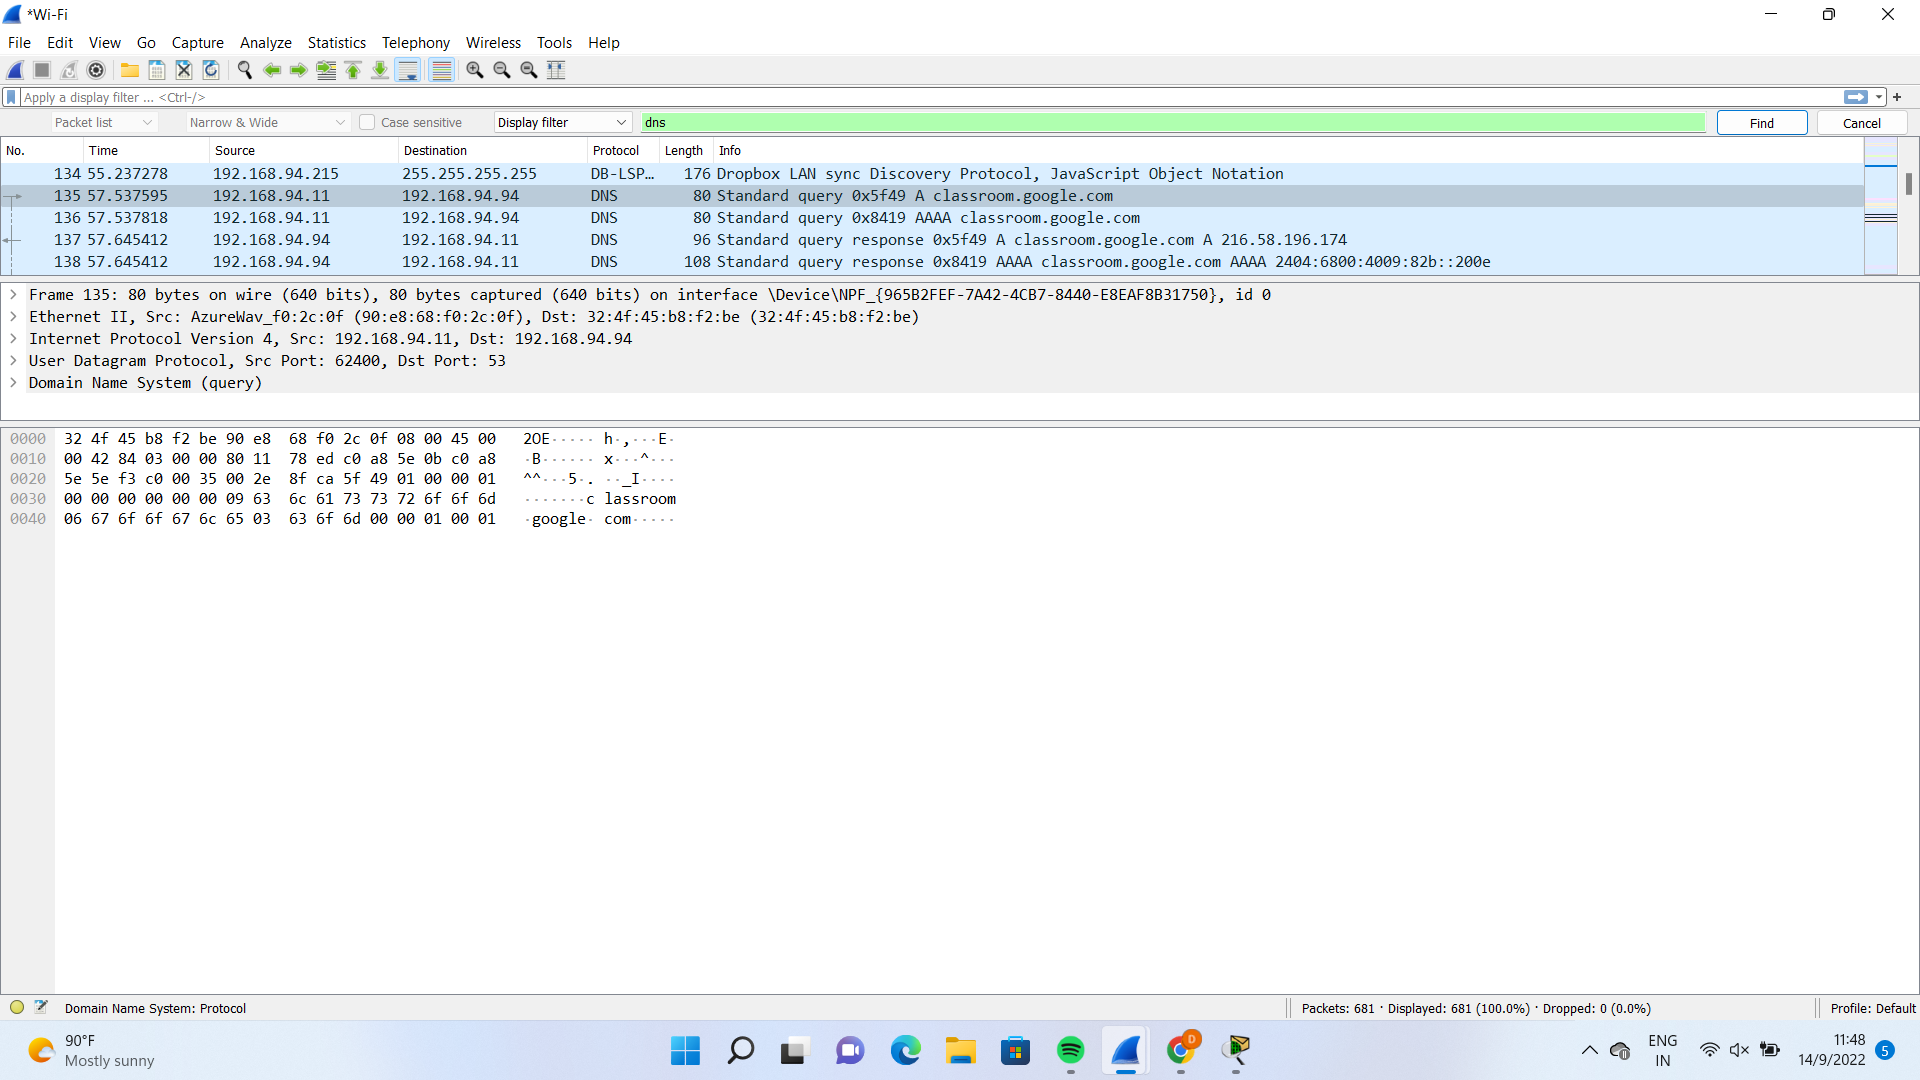 *Wi-Fi
File Edit View Go Capture Analyze Statistics Telephony Wireless Tools Help
Apply a display filter ... <Ctrl-/>
Packet list Narrow & Wide Case sensitive Display filter dns Find Cancel
No. Time Source Destination Protocol Length Info
134 55.237278 192.168.94.215 255.255.255.255 DB-LSP… 176 Dropbox LAN sync Discovery Protocol, JavaScript Object Notation
135 57.537595 192.168.94.11 192.168.94.94 DNS 80 Standard query 0x5f49 A classroom.google.com
136 57.537818 192.168.94.11 192.168.94.94 DNS 80 Standard query 0x8419 AAAA classroom.google.com
137 57.645412 192.168.94.94 192.168.94.11 DNS 96 Standard query response 0x5f49 A classroom.google.com A 216.58.196.174
138 57.645412 192.168.94.94 192.168.94.11 DNS 108 Standard query response 0x8419 AAAA classroom.google.com AAAA 2404:6800:4009:82b::200e
Frame 135: 80 bytes on wire (640 bits), 80 bytes captured (640 bits) on interface \Device\NPF_{965B2FEF-7A42-4CB7-8440-E8EAF8B31750}, id 0
Ethernet II, Src: AzureWav_f0:2c:0f (90:e8:68:f0:2c:0f), Dst: 32:4f:45:b8:f2:be (32:4f:45:b8:f2:be)
Internet Protocol Version 4, Src: 192.168.94.11, Dst: 192.168.94.94
User Datagram Protocol, Src Port: 62400, Dst Port: 53
Domain Name System (query)
0000 32 4f 45 b8 f2 be 90 e8 68 f0 2c 0f 08 00 45 00 2OE····· h·,···E·
0010 00 42 84 03 00 00 80 11 78 ed c0 a8 5e 0b c0 a8 ·B······ x···^···
0020 5e 5e f3 c0 00 35 00 2e 8f ca 5f 49 01 00 00 01 ^^···5·. ··_I····
0030 00 00 00 00 00 00 09 63 6c 61 73 73 72 6f 6f 6d ·······c lassroom
0040 06 67 6f 6f 67 6c 65 03 63 6f 6d 00 00 01 00 01 ·google· com·····
Domain Name System: Protocol Packets: 681 · Displayed: 681 (100.0%) · Dropped: 0 (0.0%) Profile: Default
90°F
Mostly sunny
D
ENG
IN
11:48
14/9/2022
5